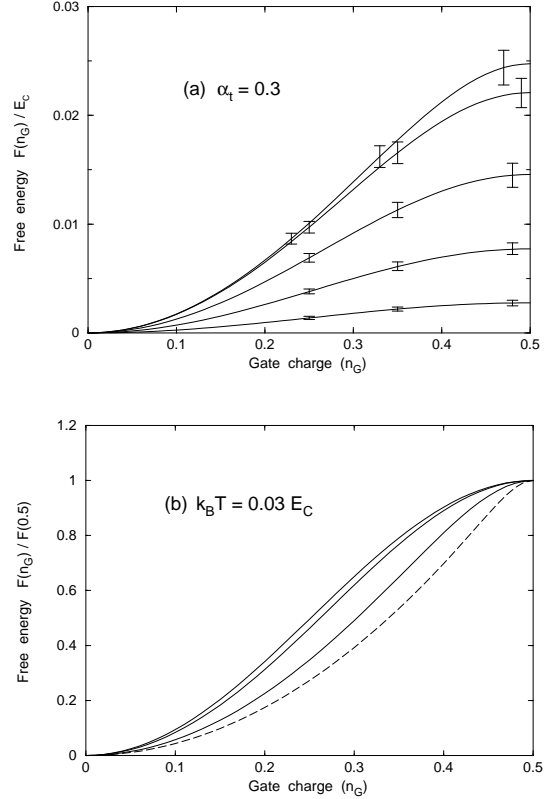 0.03
0.02
0.01
0
Free energy F(n_G) / E_C
(a) α_t = 0.3
0 0.1 0.2 0.3 0.4 0.5
Gate charge (n_G)
1.2
1
0.8
0.6
0.4
0.2
0
Free energy F(n_G) / F(0.5)
(b) k_B T = 0.03 E_C
0 0.1 0.2 0.3 0.4 0.5
Gate charge (n_G)